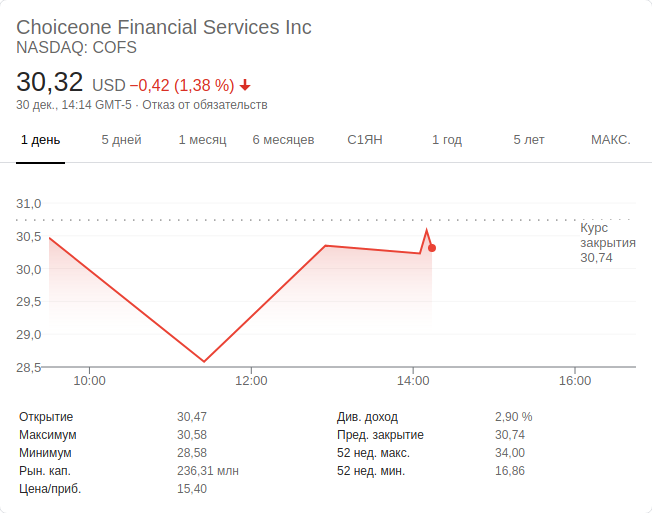 Choiceone Financial Services Inc
NASDAQ: COFS
30,32 USD −0,42 (1,38 %)
30 дек., 14:14 GMT-5 · Отказ от обязательств
1 день 5 дней 1 месяц 6 месяцев С1ЯН 1 год 5 лет МАКС.
31,0
Курс
30,5
закрытия
30,74
30,0
29,5
29,0
28,5
10:00 12:00 14:00 16:00
Открытие 30,47 Див. доход 2,90 %
Максимум 30,58 Пред. закрытие 30,74
Минимум 28,58 52 нед. макс. 34,00
Рын. кап. 236,31 млн 52 нед. мин. 16,86
Цена/приб. 15,40